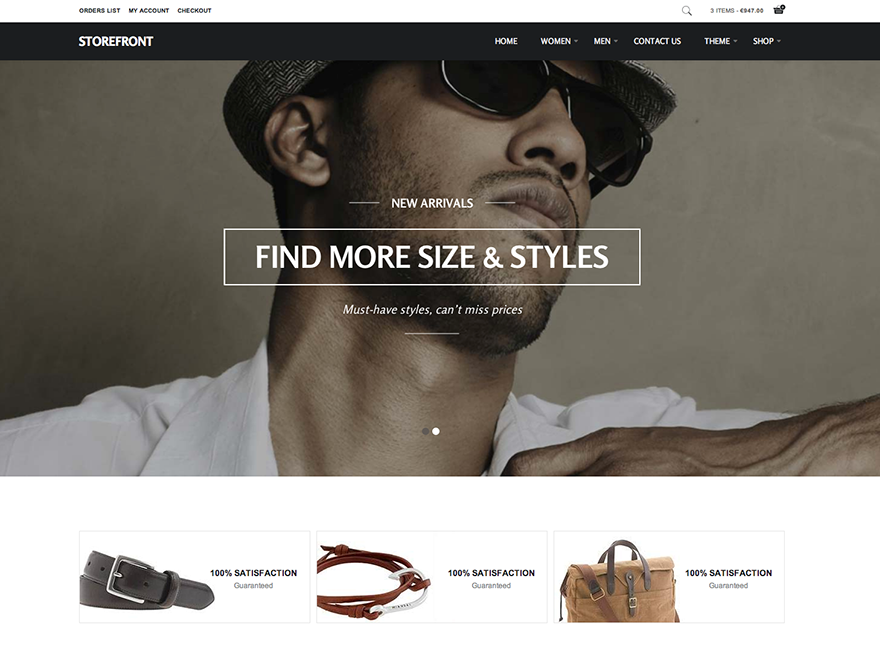 ORDERS LIST MY ACCOUNT CHECKOUT 3 ITEMS - €947.00
STOREFRONT HOME WOMEN MEN CONTACT US THEME SHOP
NEW ARRIVALS
FIND MORE SIZE & STYLES
Must-have styles, can't miss prices
100% SATISFACTION
Guaranteed
100% SATISFACTION
Guaranteed
100% SATISFACTION
Guaranteed